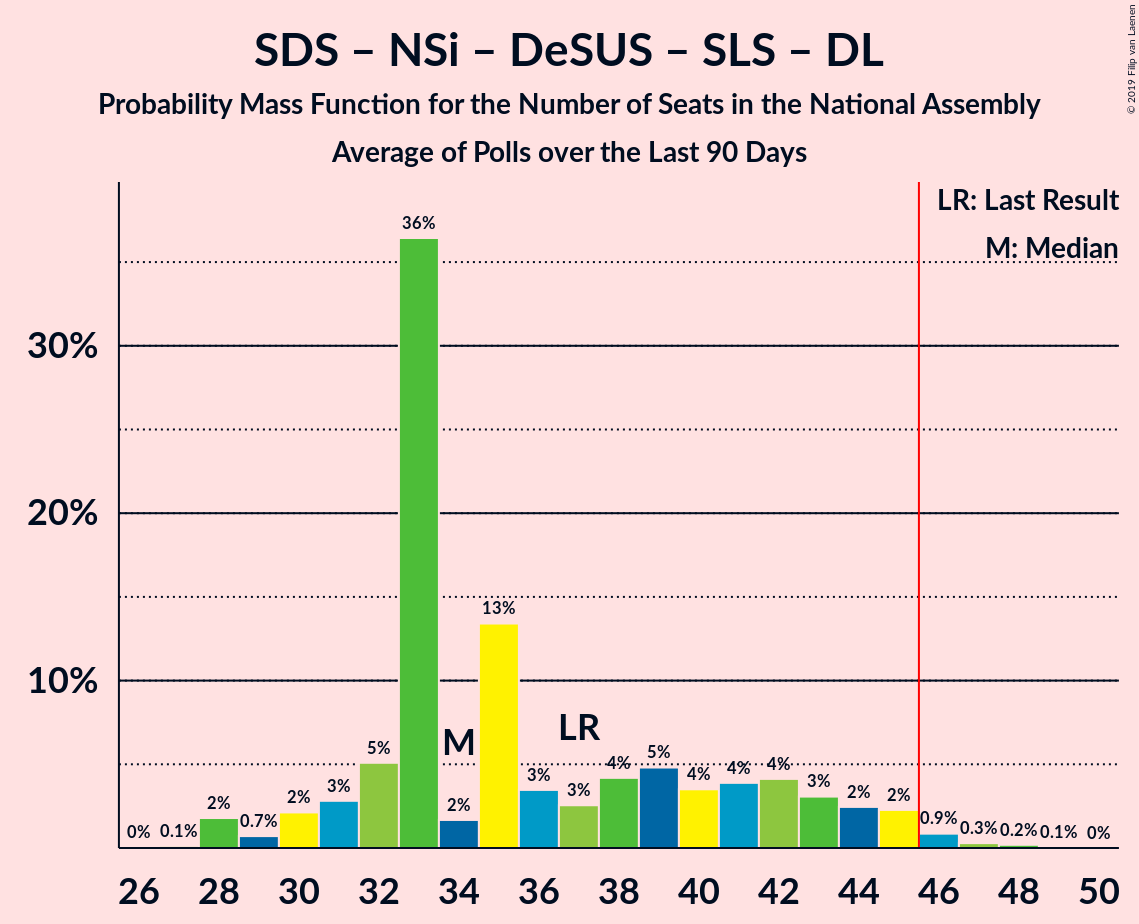 SDS – NSi – DeSUS – SLS – DL
Probability Mass Function for the Number of Seats in the National Assembly
Average of Polls over the Last 90 Days
© 2019 Filip van Laenen
LR: Last Result
M: Median
30%
20%
10%
0% 0.1% 2% 0.7% 2% 3% 5% 36% 2% 13% 3% 3% 4% 5% 4% 4% 4% 3% 2% 2% 0.9% 0.3% 0.2% 0.1% 0%
M LR
26 28 30 32 34 36 38 40 42 44 46 48 50